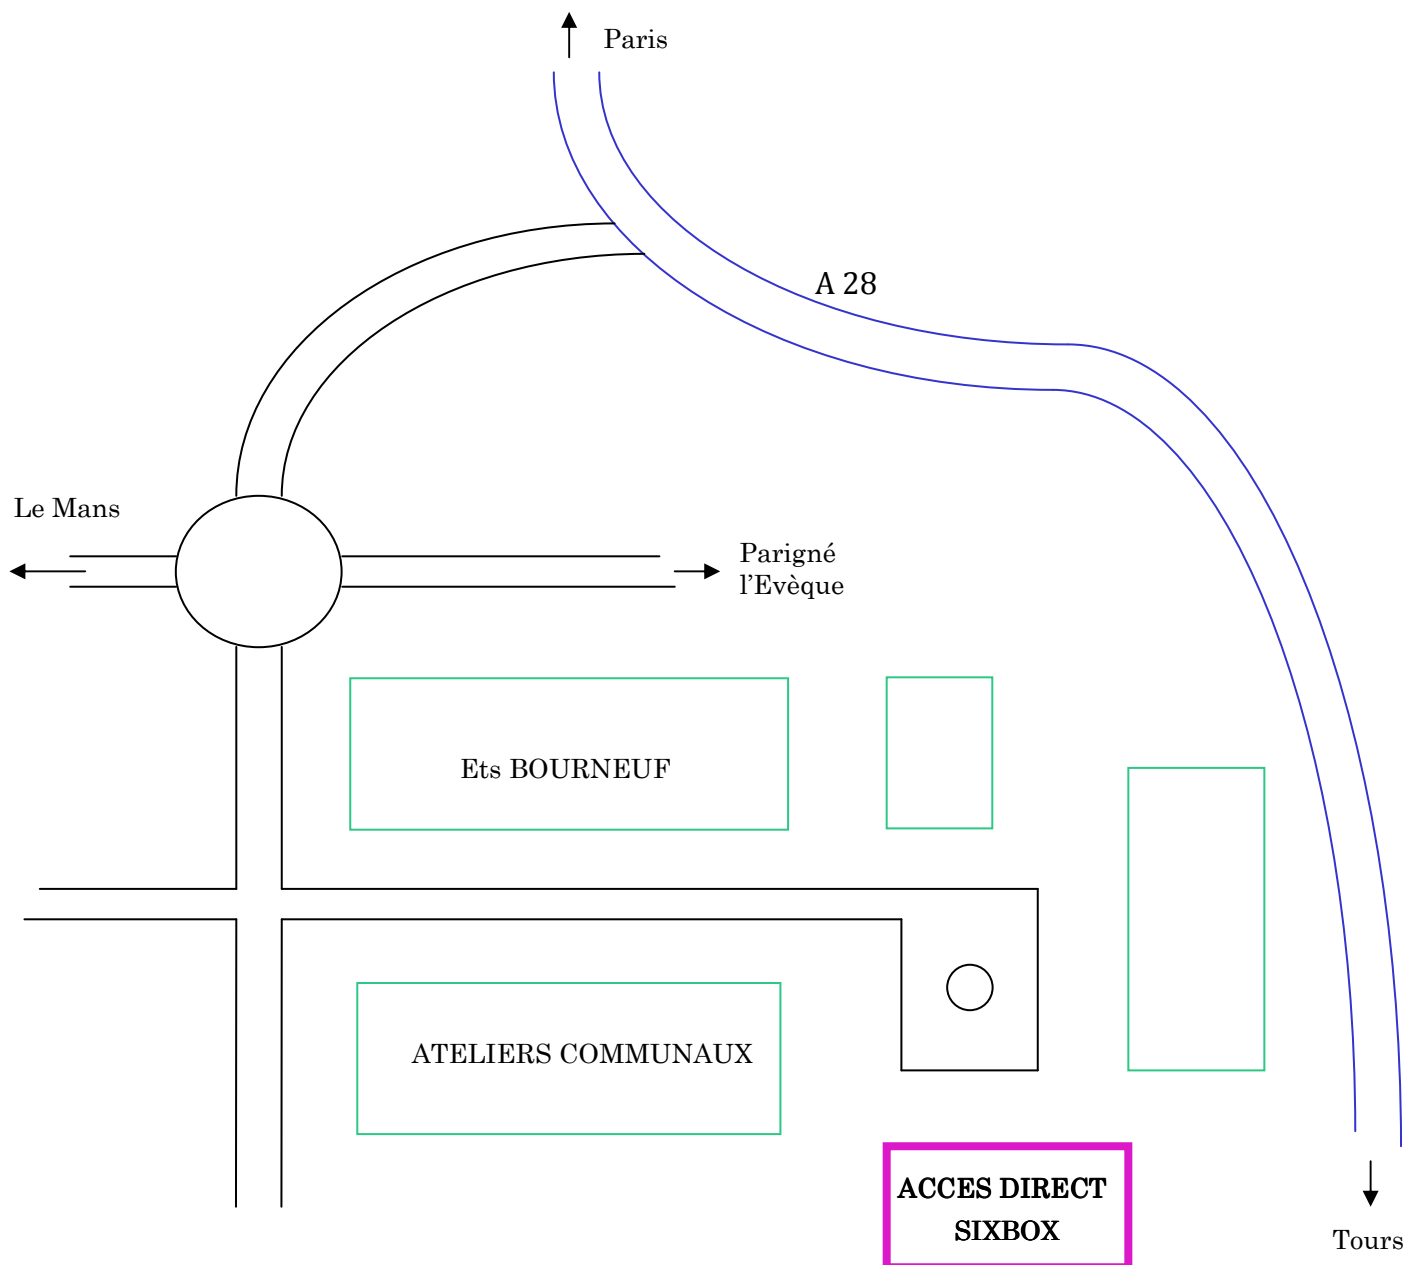 Paris
A 28
Le Mans
Parigné
l'Evèque
Ets BOURNEUF
ATELIERS COMMUNAUX
ACCES DIRECT
SIXBOX
Tours